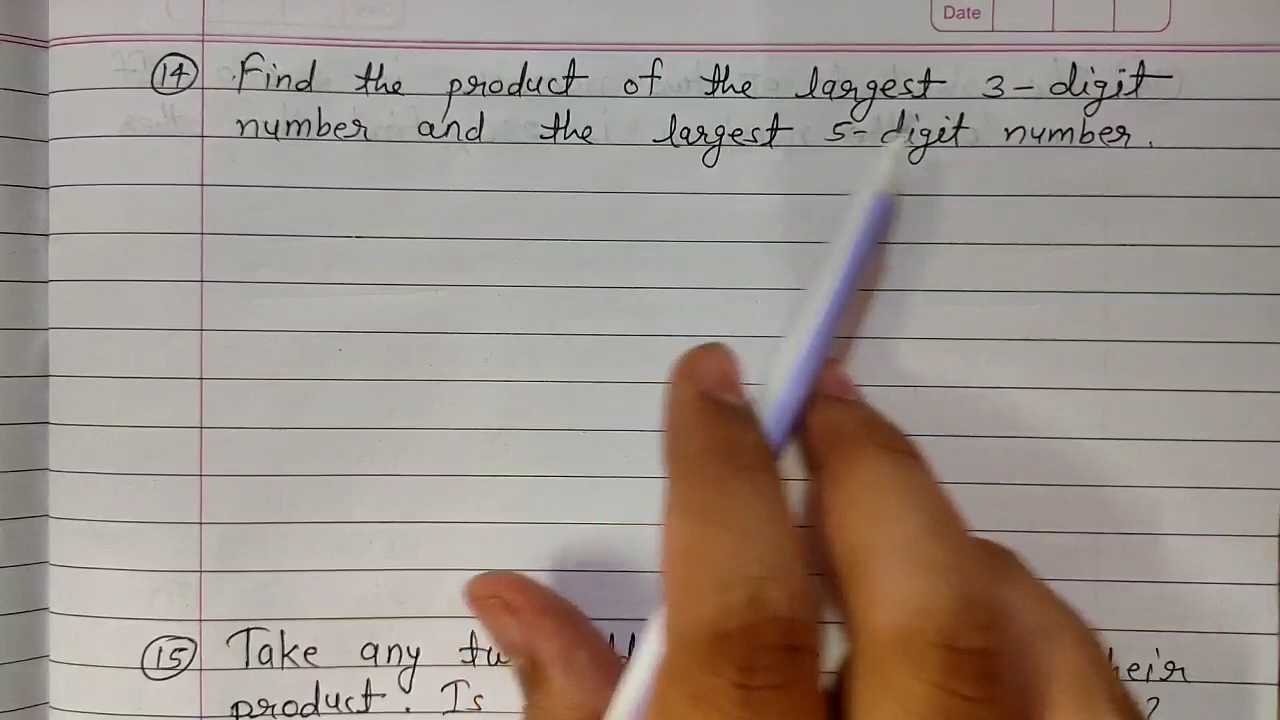 Date
14 Find the product of the largest 3-digit
number and the largest 5-digit number.
15 Take any heir
product. Is ?